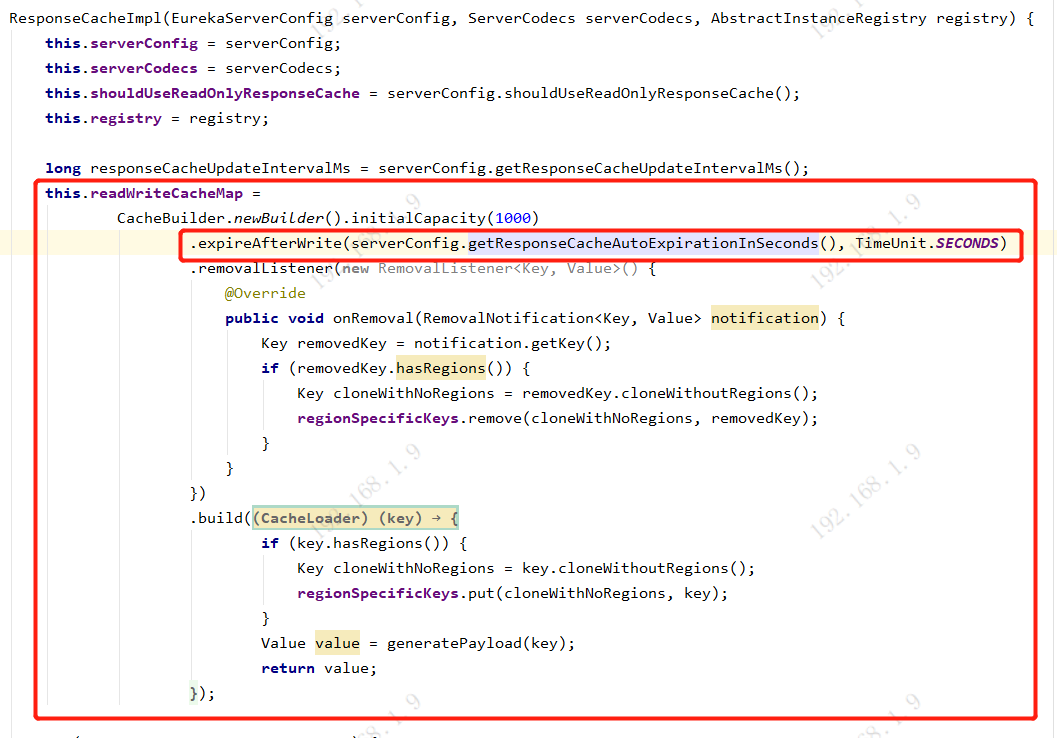 ResponseCacheImpl(EurekaServerConfig serverConfig, ServerCodecs serverCodecs, AbstractInstanceRegistry registry) {
this.serverConfig = serverConfig;
this.serverCodecs = serverCodecs;
this.shouldUseReadOnlyResponseCache = serverConfig.shouldUseReadOnlyResponseCache();
this.registry = registry;
long responseCacheUpdateIntervalMs = serverConfig.getResponseCacheUpdateIntervalMs();
this.readWriteCacheMap =
CacheBuilder.newBuilder().initialCapacity(1000)
.expireAfterWrite(serverConfig.getResponseCacheAutoExpirationInSeconds(), TimeUnit.SECONDS)
.removalListener(new RemovalListener<Key, Value>() {
@Override
public void onRemoval(RemovalNotification<Key, Value> notification) {
Key removedKey = notification.getKey();
if (removedKey.hasRegions()) {
Key cloneWithNoRegions = removedKey.cloneWithoutRegions();
regionSpecificKeys.remove(cloneWithNoRegions, removedKey);
}
}
})
.build((CacheLoader) (key) → {
if (key.hasRegions()) {
Key cloneWithNoRegions = key.cloneWithoutRegions();
regionSpecificKeys.put(cloneWithNoRegions, key);
}
Value value = generatePayload(key);
return value;
});
192.168.1.9
192.168.1.9
192.168.1.9
192.168.1.9